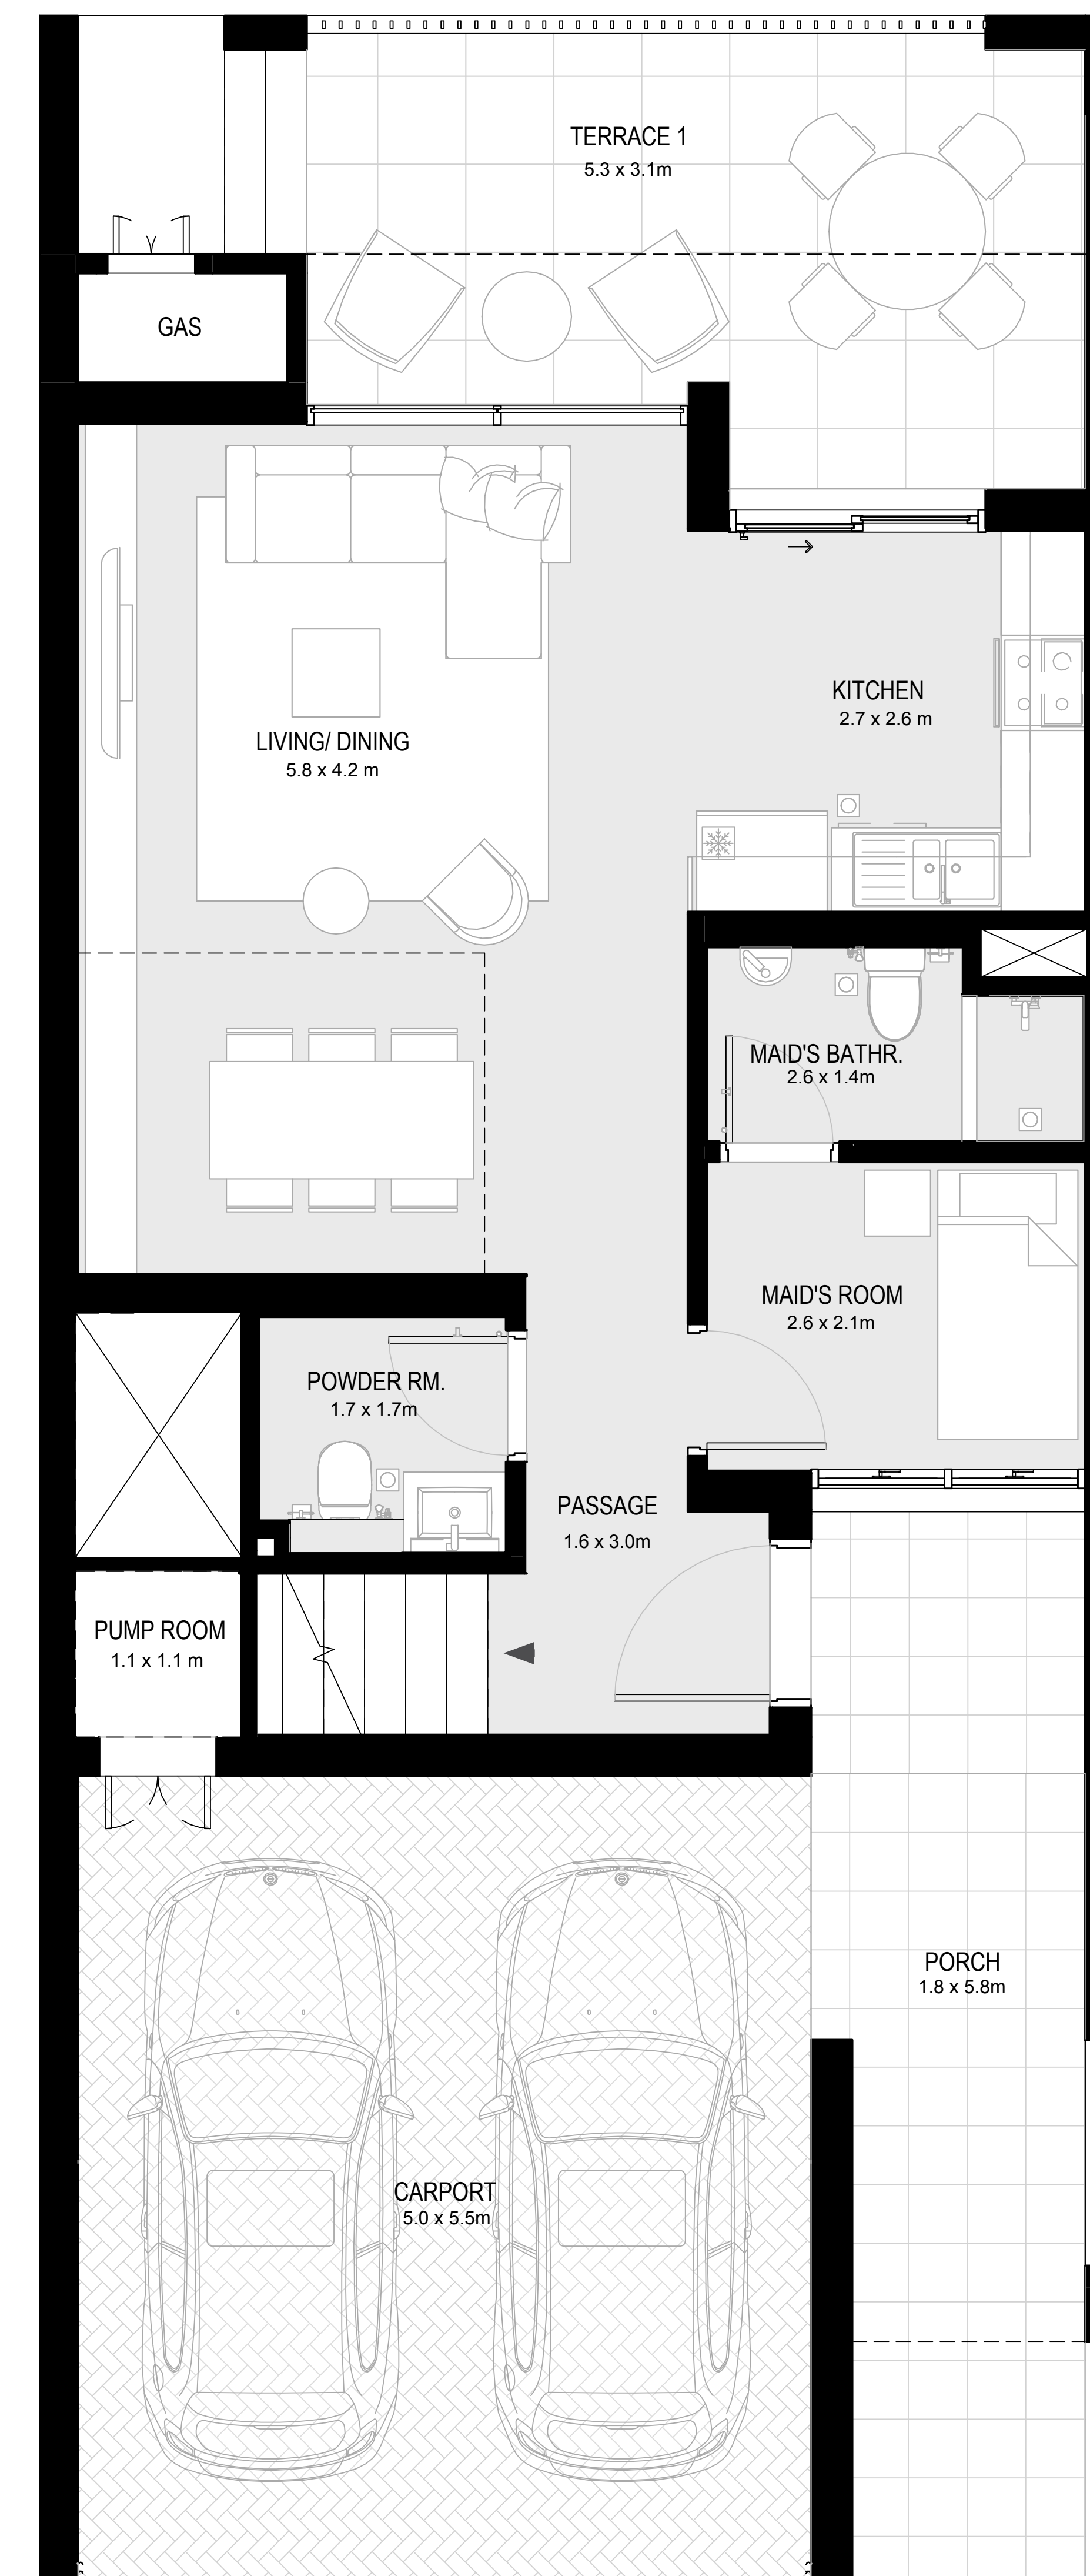 TERRACE 1
5.3 x 3.1m
GAS
KITCHEN
2.7 x 2.6 m
LIVING/ DINING
5.8 x 4.2 m
MAID'S BATHR.
2.6 x 1.4m
MAID'S ROOM
2.6 x 2.1m
POWDER RM.
1.7 x 1.7m
PASSAGE
1.6 x 3.0m
PUMP ROOM
1.1 x 1.1 m
PORCH
1.8 x 5.8m
CARPORT
5.0 x 5.5m